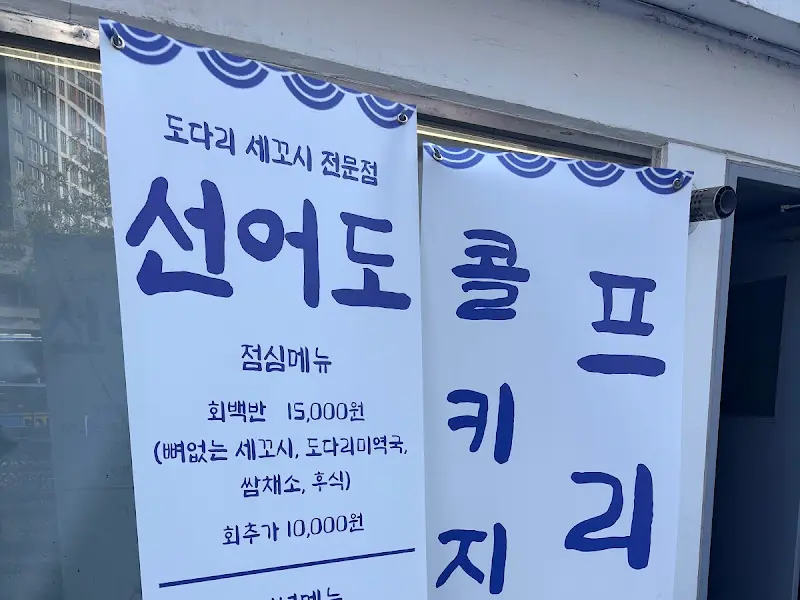 도다리 세꼬시 전문점
선어도
점심메뉴
회백반 15,000원
(뼈없는 세꼬시, 도다리미역국,
쌈채소, 후식)
회추가 10,000원
콜키지
프리